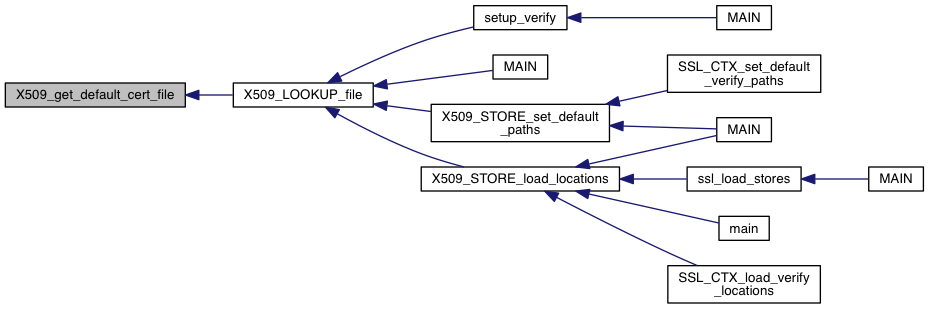 setup_verify
MAIN
MAIN
SSL_CTX_set_default
_verify_paths
X509_get_default_cert_file
X509_LOOKUP_file
X509_STORE_set_default
_paths
MAIN
X509_STORE_load_locations
ssl_load_stores
MAIN
main
SSL_CTX_load_verify
_locations